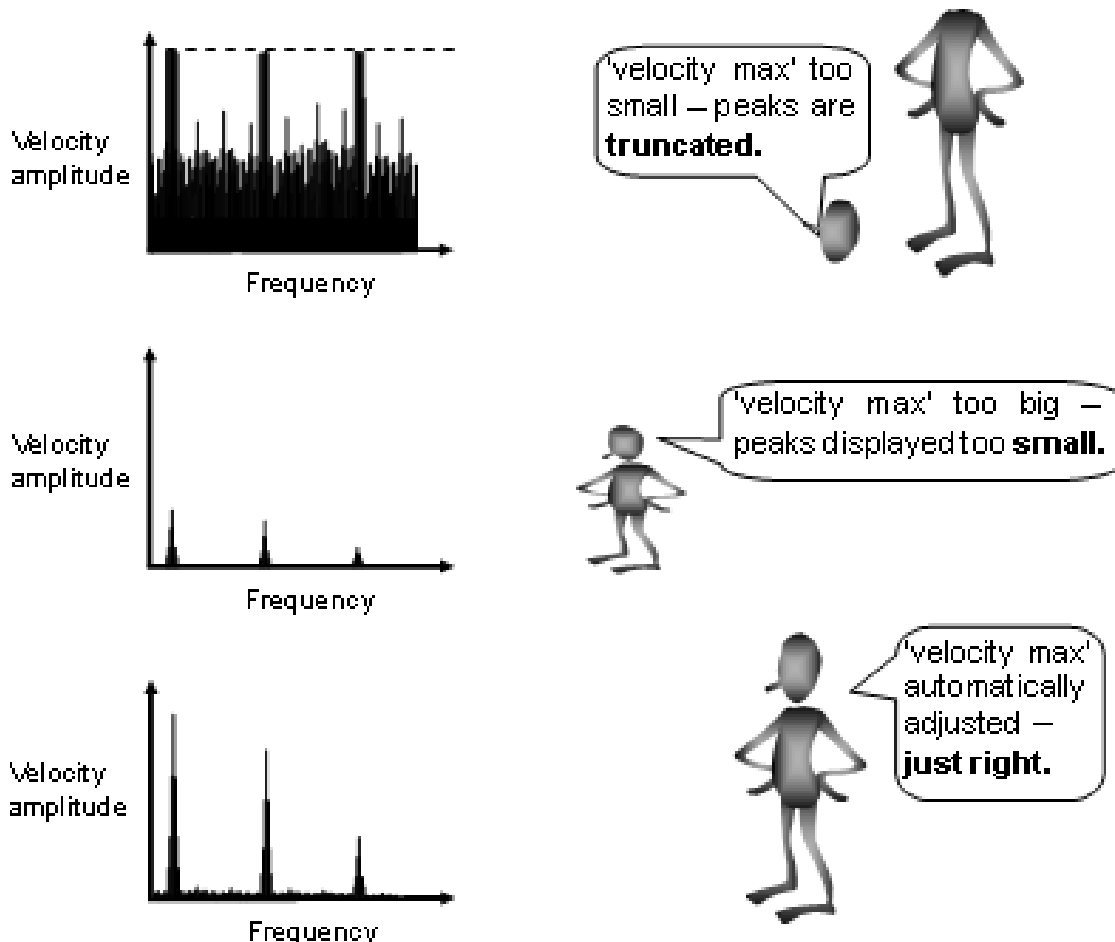 'velocity max' too
small – peaks are
truncated.
Velocity
amplitude
Frequency
'velocity max' too big –
peaks displayed too small.
Velocity
amplitude
Frequency
'velocity max'
automatically
adjusted –
just right.
Velocity
amplitude
Frequency